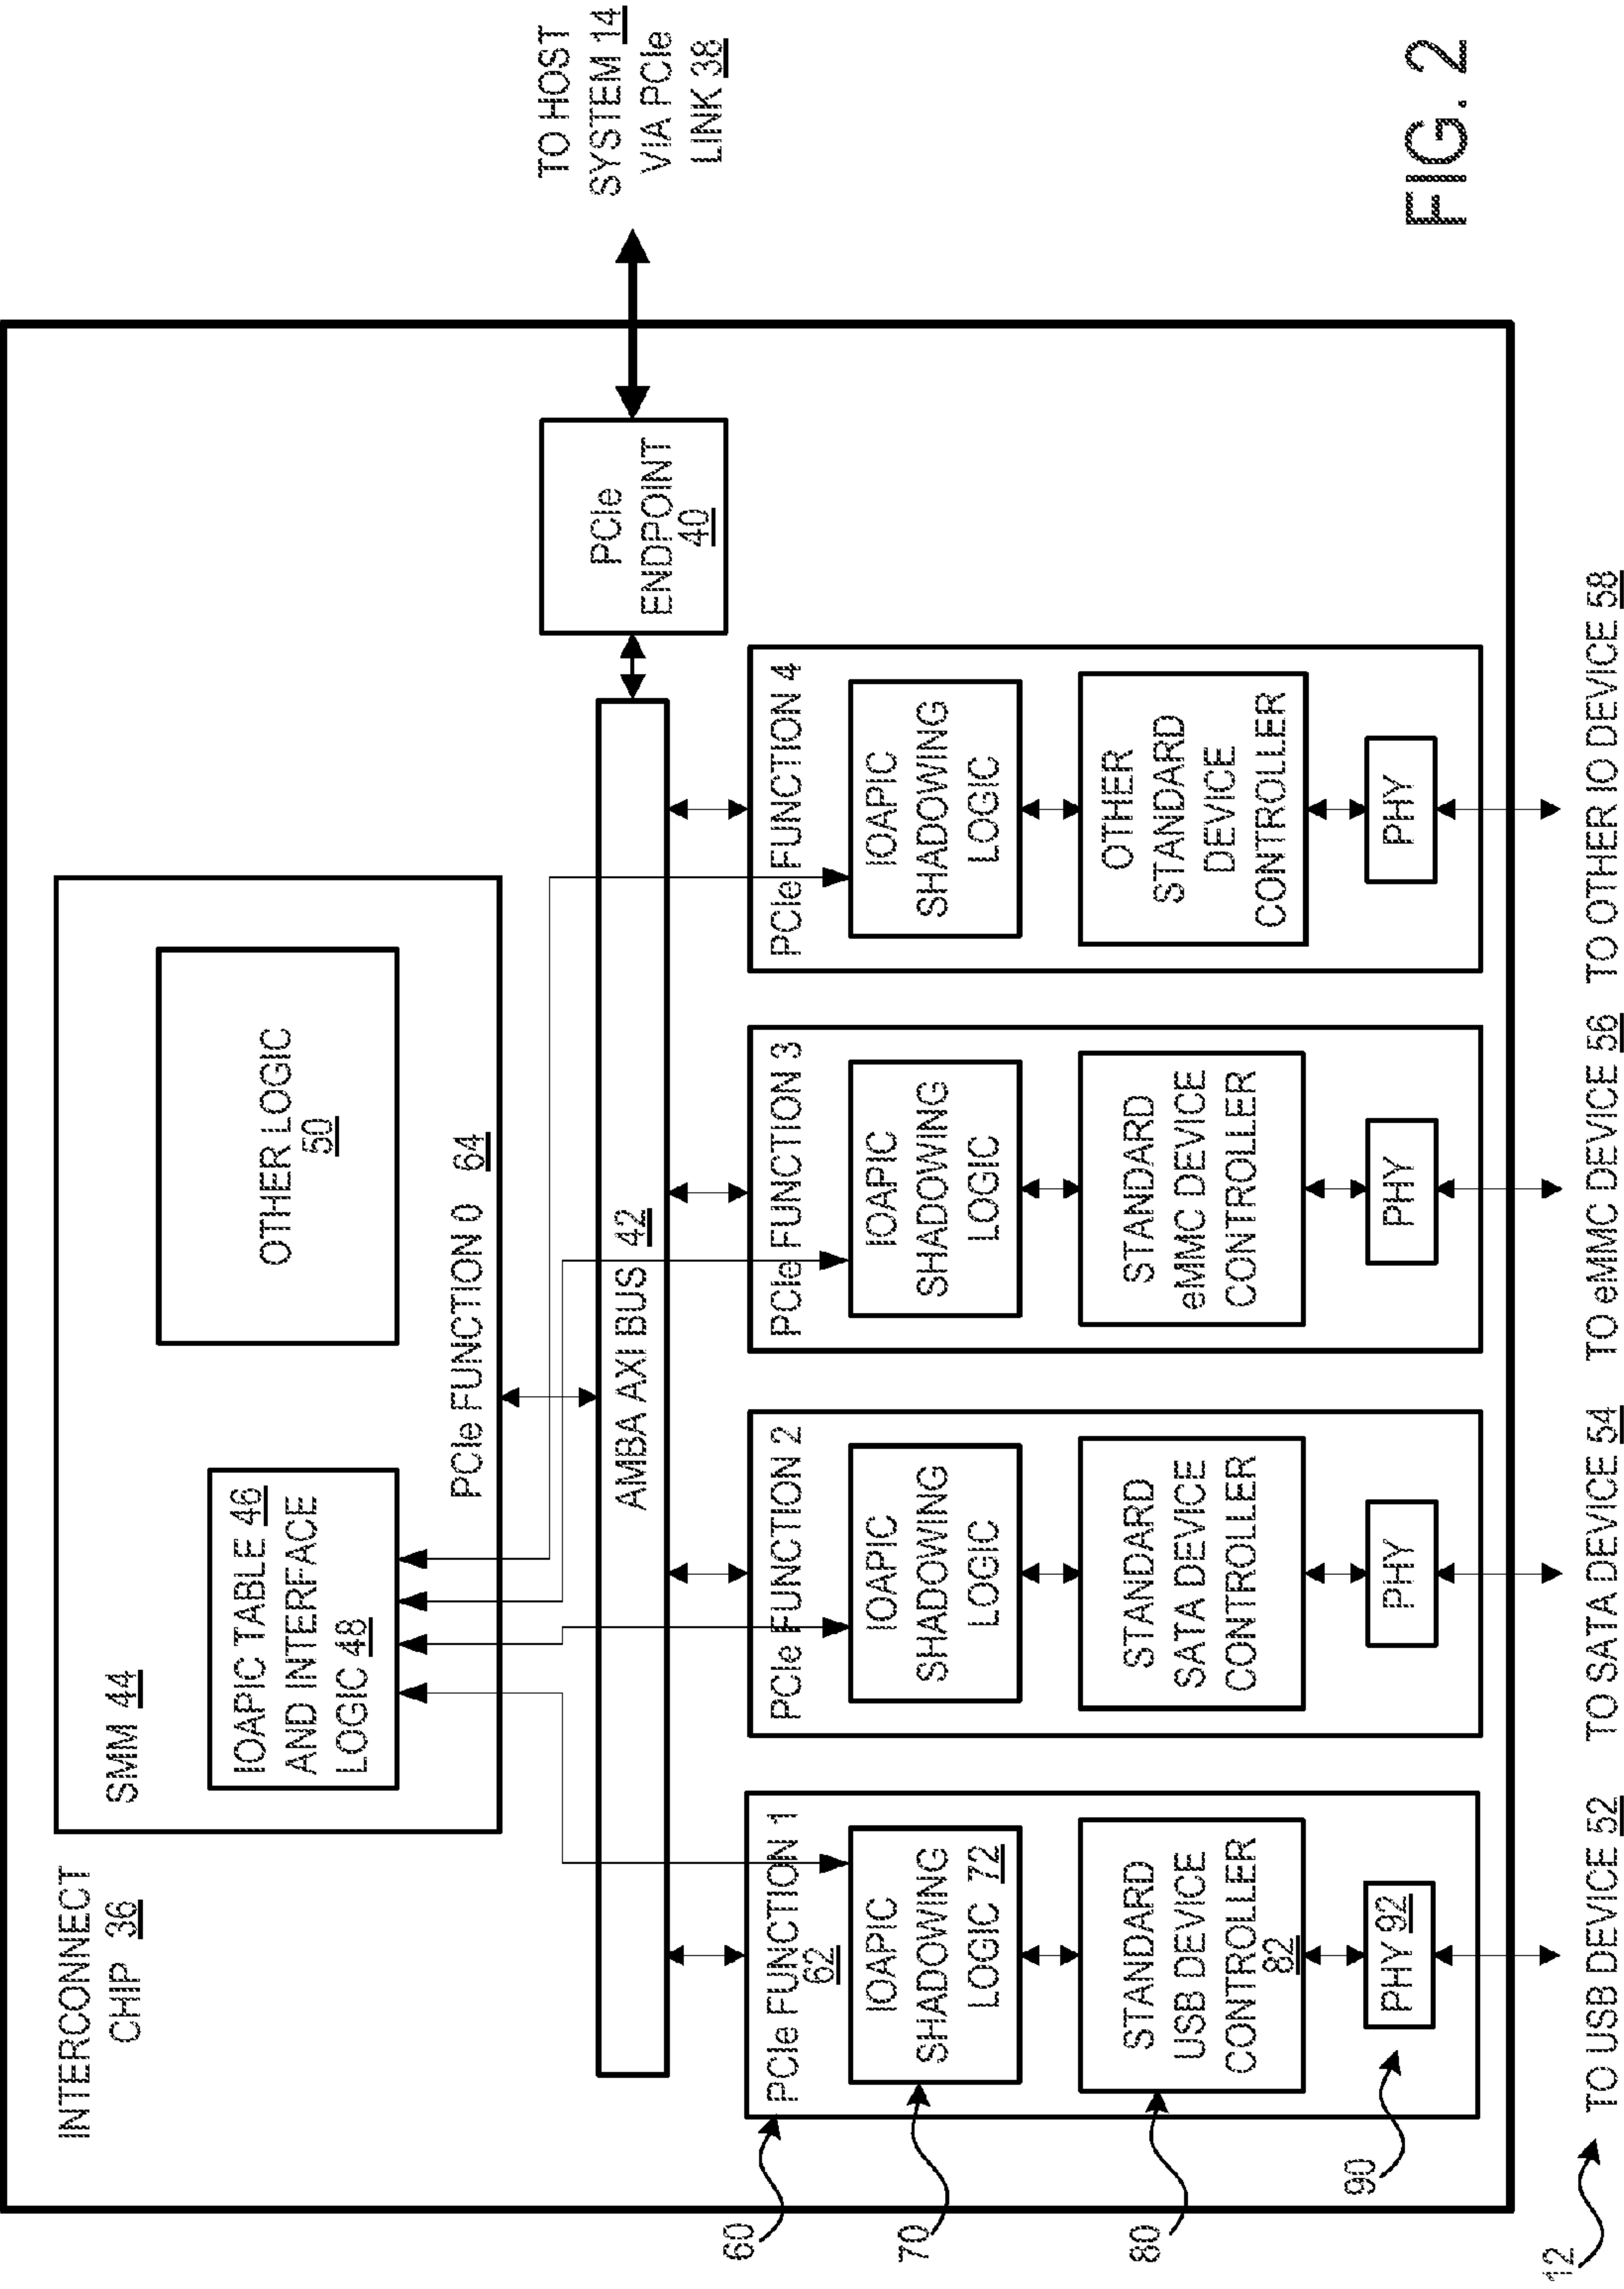 INTERCONNECT
CHIP 36
SMM 44
IOAPIC TABLE 46
AND INTERFACE
LOGIC 48
OTHER LOGIC
50
PCIe FUNCTION 0 64
AMBA AXI BUS 42
PCIe
ENDPOINT
40
TO HOST
SYSTEM 14
VIA PCIe
LINK 38
60
PCIe FUNCTION 1
62
70
IOAPIC
SHADOWING
LOGIC 72
80
STANDARD
USB DEVICE
CONTROLLER
82
90
PHY 92
PCIe FUNCTION 2
IOAPIC
SHADOWING
LOGIC
STANDARD
SATA DEVICE
CONTROLLER
PHY
PCIe FUNCTION 3
IOAPIC
SHADOWING
LOGIC
STANDARD
eMMC DEVICE
CONTROLLER
PHY
PCIe FUNCTION 4
IOAPIC
SHADOWING
LOGIC
OTHER
STANDARD
DEVICE
CONTROLLER
PHY
12
TO USB DEVICE 52
TO SATA DEVICE 54
TO eMMC DEVICE 56
TO OTHER IO DEVICE 58
FIG. 2